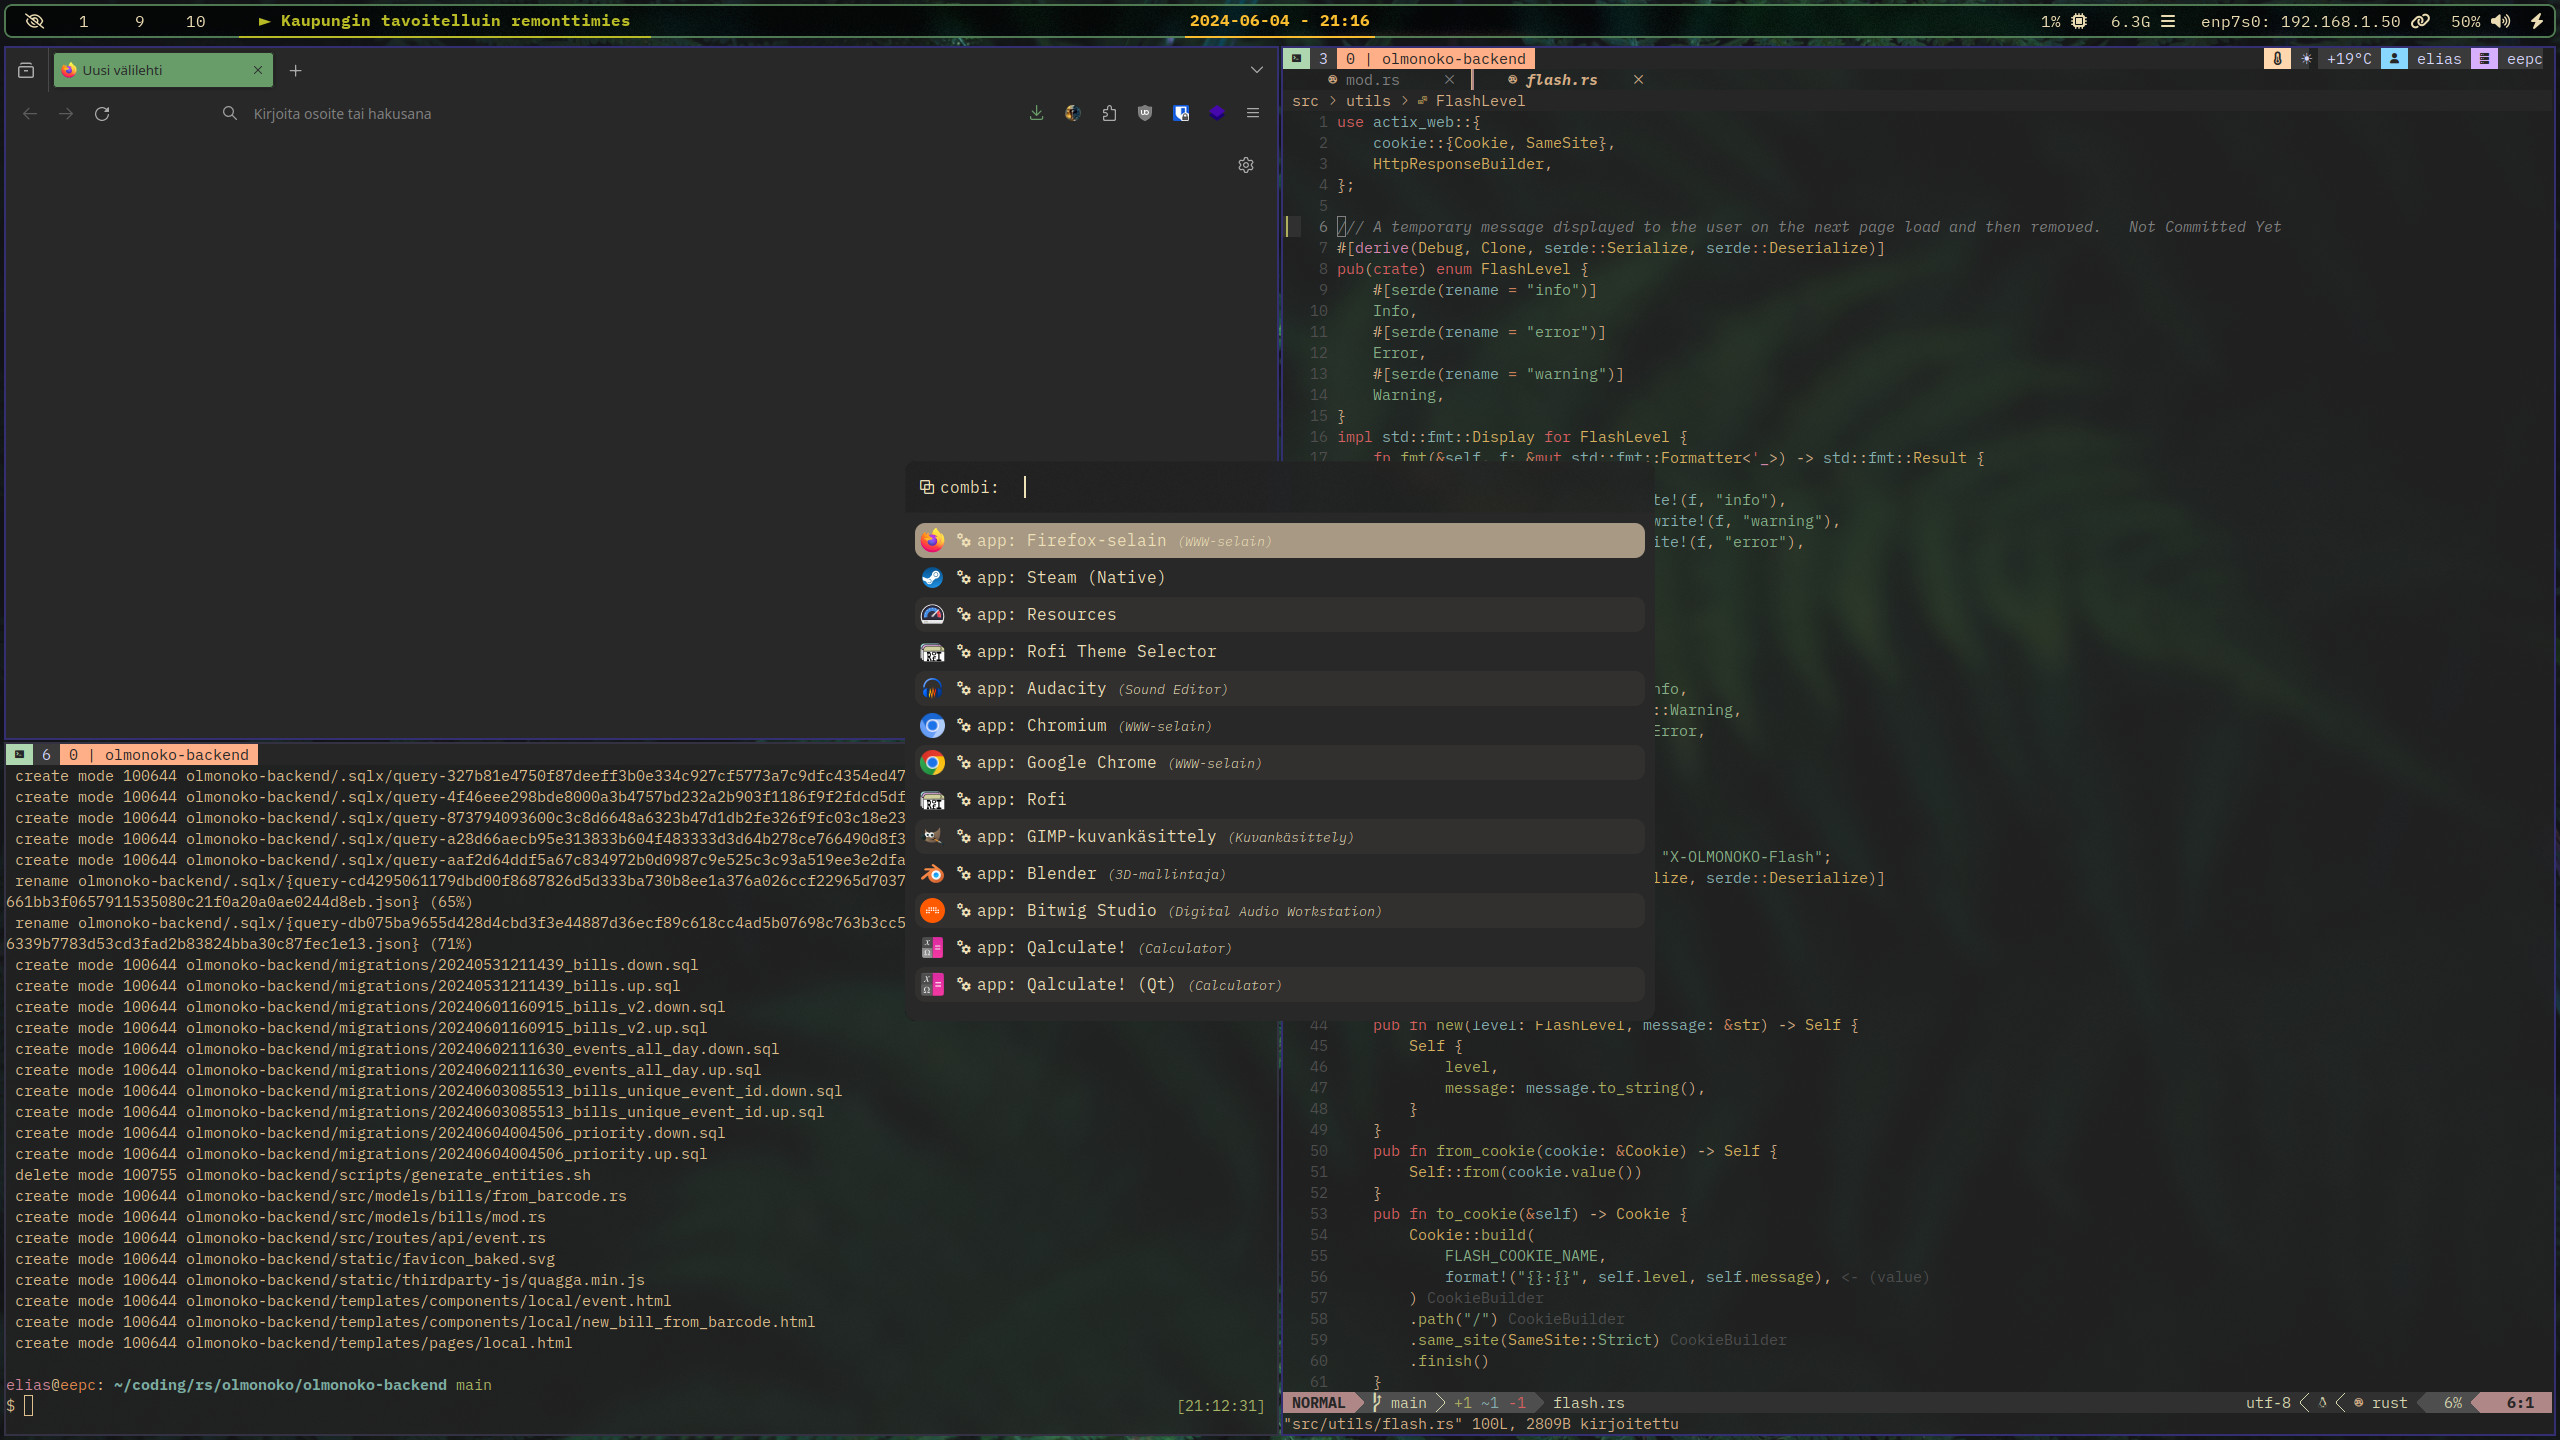 1 9 10 ► Kaupungin tavoitelluin remonttimies
2024-06-04 - 21:16
1% 6.3G enp7s0: 192.168.1.50 50%
Uusi välilehti
Kirjoita osoite tai hakusana
3 0 | olmonoko-backend
+19°C elias eepc
mod.rs flash.rs
src > utils > FlashLevel
1 use actix_web::{
2 cookie::{Cookie, SameSite},
3 HttpResponseBuilder,
4 };
5
6 /// A temporary message displayed to the user on the next page load and then removed. Not Committed Yet
7 #[derive(Debug, Clone, serde::Serialize, serde::Deserialize)]
8 pub(crate) enum FlashLevel {
9 #[serde(rename = "info")]
10 Info,
11 #[serde(rename = "error")]
12 Error,
13 #[serde(rename = "warning")]
14 Warning,
15 }
16 impl std::fmt::Display for FlashLevel {
17 fn fmt(&self, f: &mut std::fmt::Formatter<'_>) -> std::fmt::Result {
te!(f, "info"),
write!(f, "warning"),
ite!(f, "error"),
nfo,
::Warning,
Error,
"X-OLMONOKO-Flash";
lize, serde::Deserialize)]
44 pub fn new(level: FlashLevel, message: &str) -> Self {
45 Self {
46 level,
47 message: message.to_string(),
48 }
49 }
50 pub fn from_cookie(cookie: &Cookie) -> Self {
51 Self::from(cookie.value())
52 }
53 pub fn to_cookie(&self) -> Cookie {
54 Cookie::build(
55 FLASH_COOKIE_NAME,
56 format!("{}:{}", self.level, self.message), <- (value)
57 ) CookieBuilder
58 .path("/") CookieBuilder
59 .same_site(SameSite::Strict) CookieBuilder
60 .finish()
61 }
NORMAL main +1 ~1 -1 flash.rs utf-8 rust 6% 6:1
"src/utils/flash.rs" 100L, 2809B kirjoitettu
combi:
app: Firefox-selain (WWW-selain)
app: Steam (Native)
app: Resources
app: Rofi Theme Selector
app: Audacity (Sound Editor)
app: Chromium (WWW-selain)
app: Google Chrome (WWW-selain)
app: Rofi
app: GIMP-kuvankäsittely (Kuvankäsittely)
app: Blender (3D-mallintaja)
app: Bitwig Studio (Digital Audio Workstation)
app: Qalculate! (Calculator)
app: Qalculate! (Qt) (Calculator)
6 0 | olmonoko-backend
create mode 100644 olmonoko-backend/.sqlx/query-327b81e4750f87deeff3b0e334c927cf5773a7c9dfc4354ed47
create mode 100644 olmonoko-backend/.sqlx/query-4f46eee298bde8000a3b4757bd232a2b903f1186f9f2fdcd5df
create mode 100644 olmonoko-backend/.sqlx/query-873794093600c3c8d6648a6323b47d1db2fe326f9fc03c18e23
create mode 100644 olmonoko-backend/.sqlx/query-a28d66aecb95e313833b604f483333d3d64b278ce766490d8f3
create mode 100644 olmonoko-backend/.sqlx/query-aaf2d64ddf5a67c834972b0d0987c9e525c3c93a519ee3e2dfa
rename olmonoko-backend/.sqlx/{query-cd4295061179dbd00f8687826d5d333ba730b8ee1a376a026ccf22965d7037
661bb3f0657911535080c21f0a20a0ae0244d8eb.json} (65%)
rename olmonoko-backend/.sqlx/{query-db075ba9655d428d4cbd3f3e44887d36ecf89c618cc4ad5b07698c763b3cc5
6339b7783d53cd3fad2b83824bba30c87fec1e13.json} (71%)
create mode 100644 olmonoko-backend/migrations/20240531211439_bills.down.sql
create mode 100644 olmonoko-backend/migrations/20240531211439_bills.up.sql
create mode 100644 olmonoko-backend/migrations/20240601160915_bills_v2.down.sql
create mode 100644 olmonoko-backend/migrations/20240601160915_bills_v2.up.sql
create mode 100644 olmonoko-backend/migrations/20240602111630_events_all_day.down.sql
create mode 100644 olmonoko-backend/migrations/20240602111630_events_all_day.up.sql
create mode 100644 olmonoko-backend/migrations/20240603085513_bills_unique_event_id.down.sql
create mode 100644 olmonoko-backend/migrations/20240603085513_bills_unique_event_id.up.sql
create mode 100644 olmonoko-backend/migrations/20240604004506_priority.down.sql
create mode 100644 olmonoko-backend/migrations/20240604004506_priority.up.sql
delete mode 100755 olmonoko-backend/scripts/generate_entities.sh
create mode 100644 olmonoko-backend/src/models/bills/from_barcode.rs
create mode 100644 olmonoko-backend/src/models/bills/mod.rs
create mode 100644 olmonoko-backend/src/routes/api/event.rs
create mode 100644 olmonoko-backend/static/favicon_baked.svg
create mode 100644 olmonoko-backend/static/thirdparty-js/quagga.min.js
create mode 100644 olmonoko-backend/templates/components/local/event.html
create mode 100644 olmonoko-backend/templates/components/local/new_bill_from_barcode.html
create mode 100644 olmonoko-backend/templates/pages/local.html
elias@eepc: ~/coding/rs/olmonoko/olmonoko-backend main
$ [21:12:31]